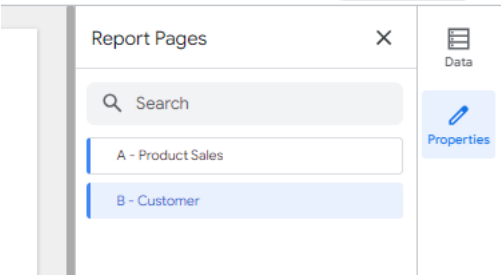 Report Pages
Data
Search
Properties
A - Product Sales
B - Customer